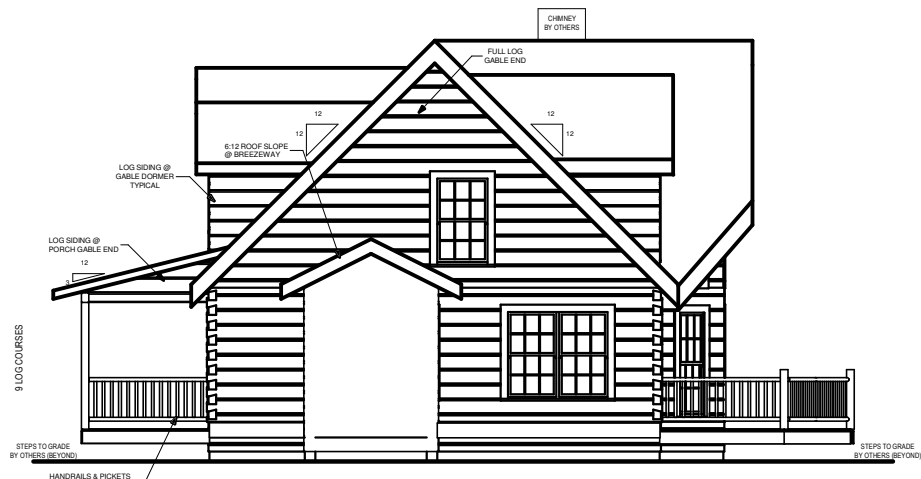 CHIMNEY
BY OTHERS
FULL LOG
GABLE END
12
12
12
12
6:12 ROOF SLOPE
@ BREEZEWAY
LOG SIDING @
GABLE DORMER
TYPICAL
LOG SIDING @
PORCH GABLE END
12
3
9 LOG COURSES
STEPS TO GRADE
BY OTHERS (BEYOND)
STEPS TO GRADE
BY OTHERS (BEYOND)
HANDRAILS & PICKETS